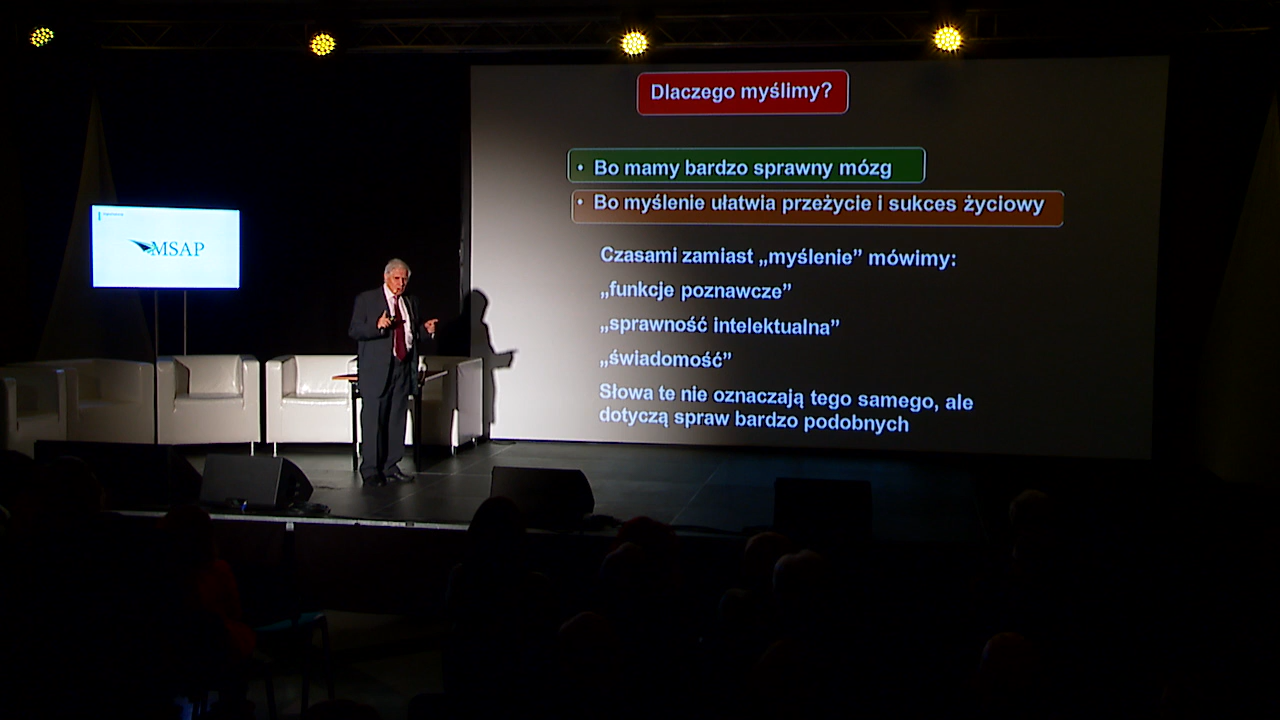 Dlaczego myślimy?
• Bo mamy bardzo sprawny mózg
• Bo myślenie ułatwia przeżycie i sukces życiowy
Czasami zamiast „myślenie” mówimy:
„funkcje poznawcze”
„sprawność intelektualna”
„świadomość”
Słowa te nie oznaczają tego samego, ale
dotyczą spraw bardzo podobnych
MSAP